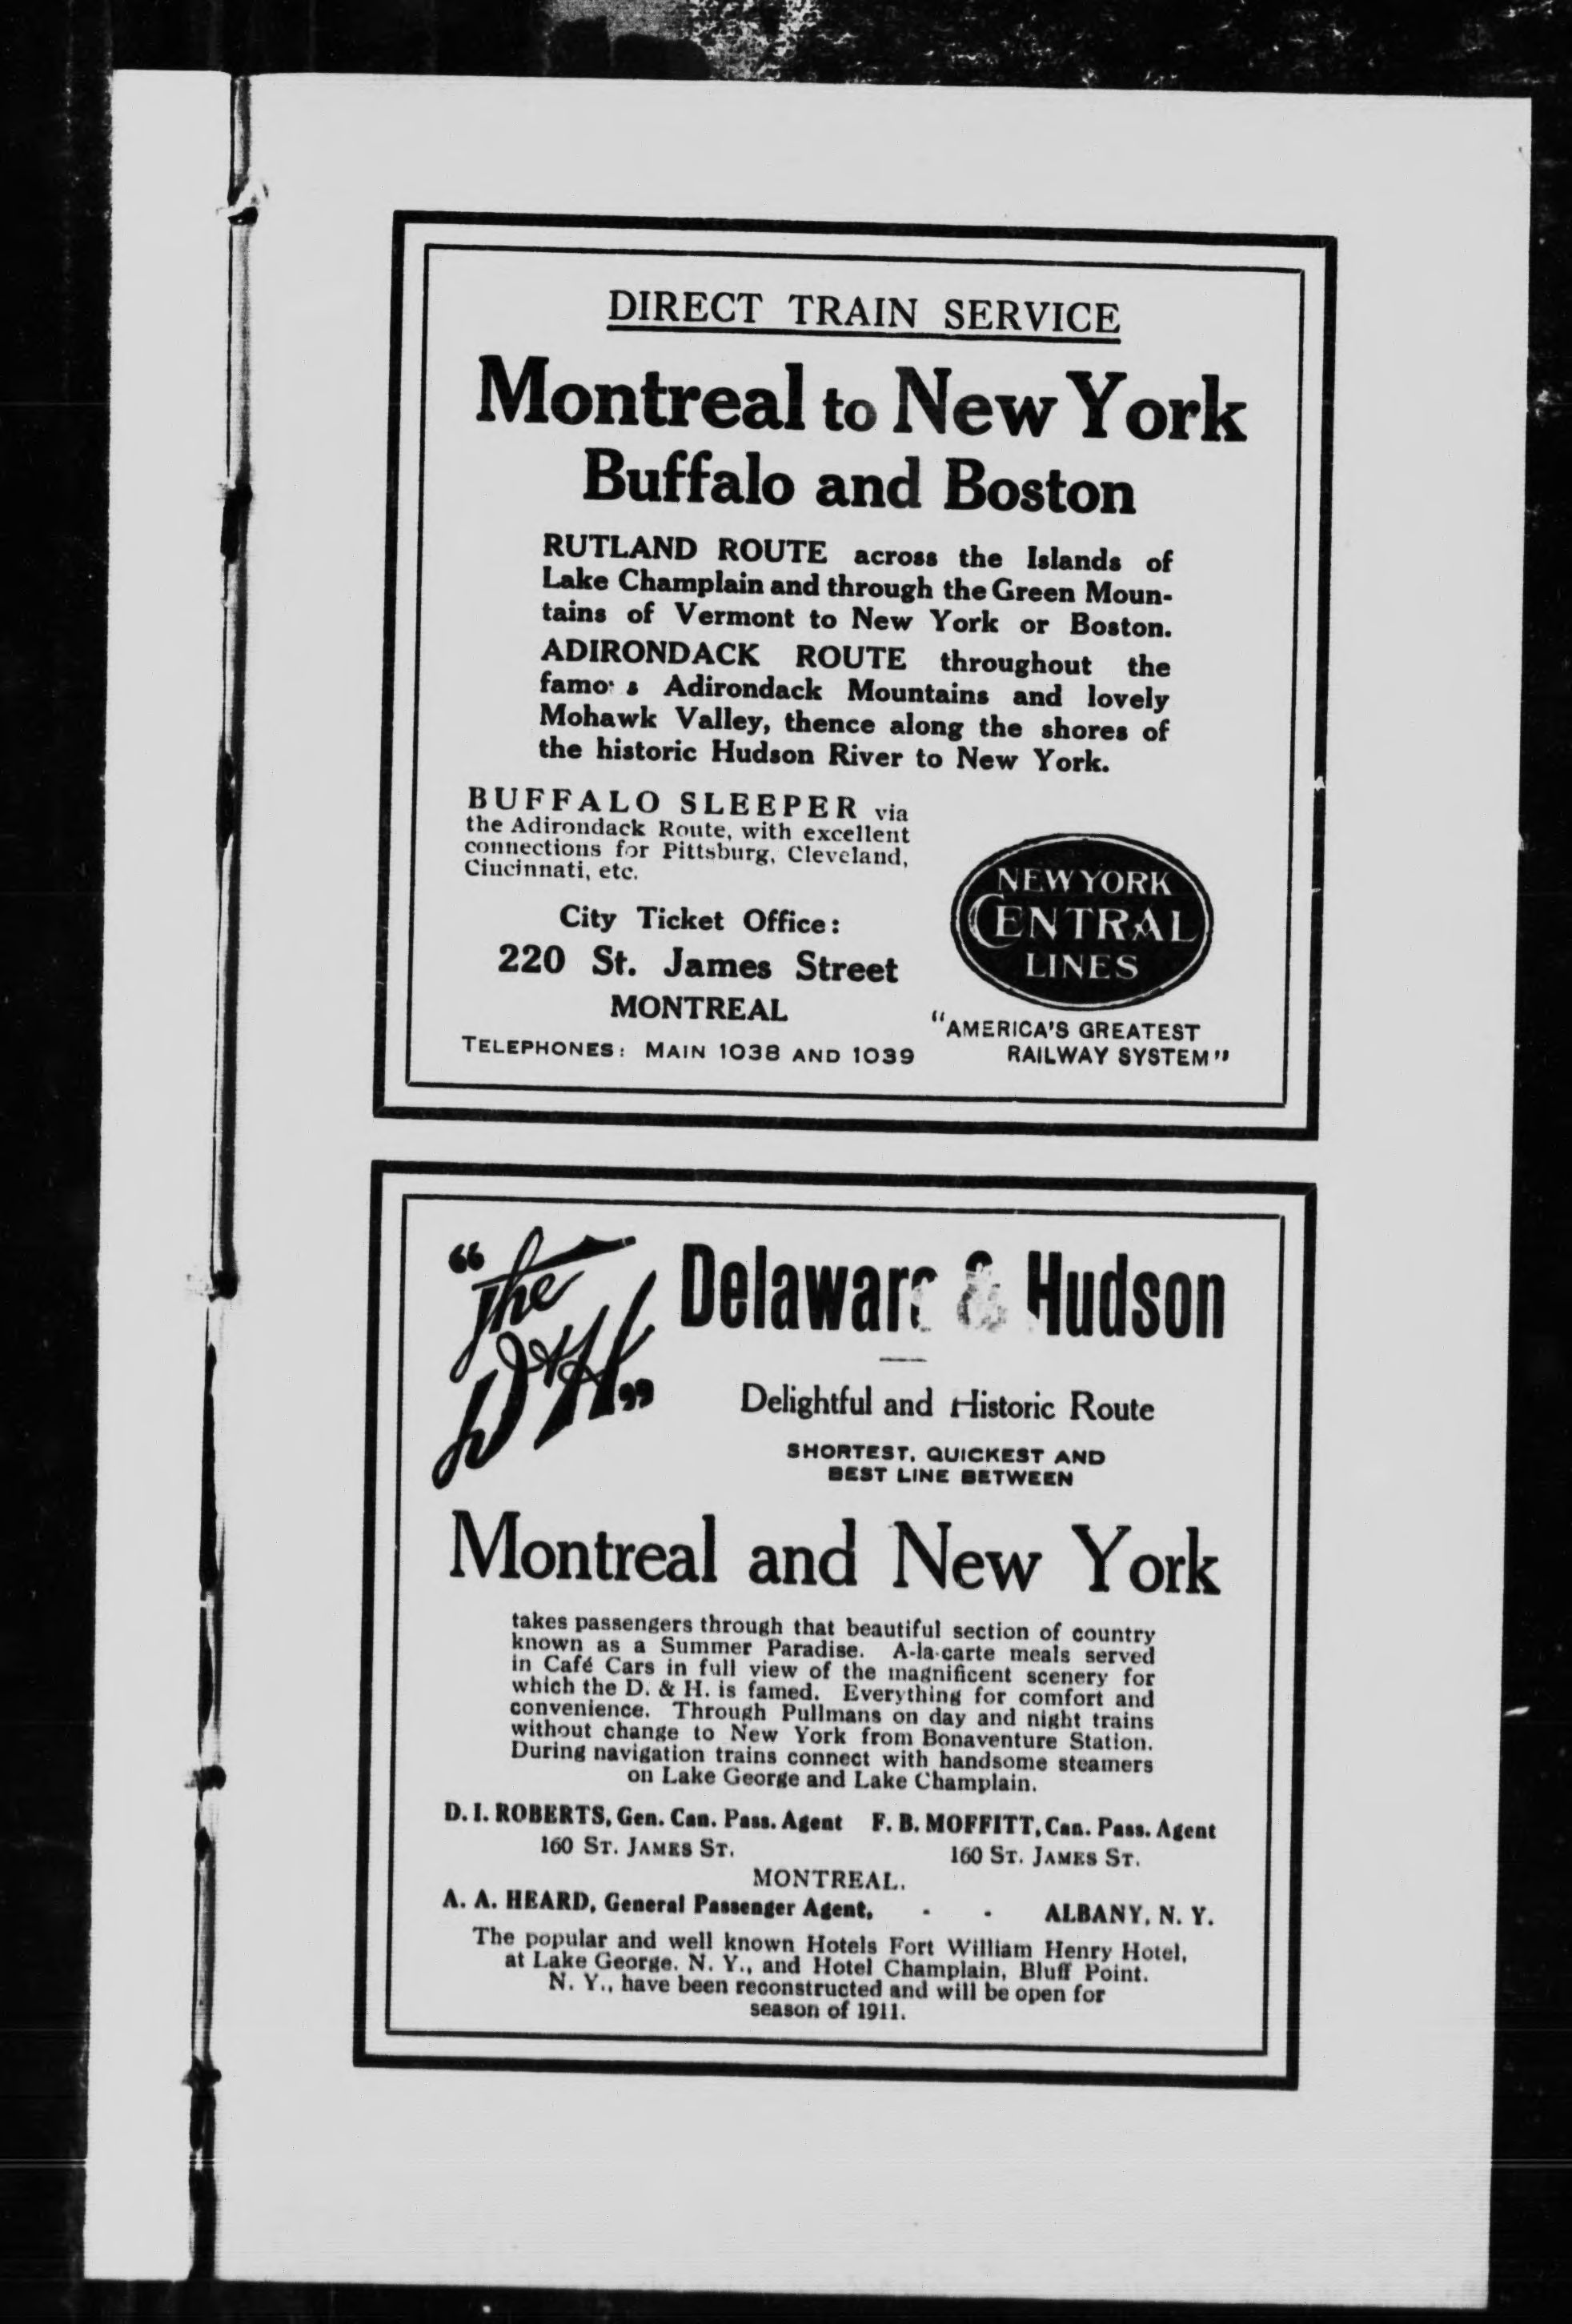 DIRECT TRAIN SERVICE
Montreal to New York
Buffalo and Boston
RUTLAND ROUTE across the Islands of
Lake Champlain and through the Green Moun-
tains of Vermont to New York or Boston.
ADIRONDACK ROUTE throughout the
famo s Adirondack Mountains and lovely
Mohawk Valley, thence along the shores of
the historic Hudson River to New York.
BUFFALO SLEEPER via
the Adirondack Route, with excellent
connections for Pittsburg, Cleveland,
Cincinnati, etc.
City Ticket Office:
220 St. James Street
MONTREAL
TELEPHONES: MAIN 1038 AND 1039
NEW YORK
CENTRAL
LINES
"AMERICA'S GREATEST
RAILWAY SYSTEM"
"The
D&H"
Delaware & Hudson
Delightful and Historic Route
SHORTEST, QUICKEST AND
BEST LINE BETWEEN
Montreal and New York
takes passengers through that beautiful section of country
known as a Summer Paradise. A-la-carte meals served
in Café Cars in full view of the magnificent scenery for
which the D. & H. is famed. Everything for comfort and
convenience. Through Pullmans on day and night trains
without change to New York from Bonaventure Station.
During navigation trains connect with handsome steamers
on Lake George and Lake Champlain.
D. I. ROBERTS, Gen. Can. Pass. Agent F. B. MOFFITT, Can. Pass. Agent
160 ST. JAMES ST. 160 ST. JAMES ST.
MONTREAL.
A. A. HEARD, General Passenger Agent, - - ALBANY, N. Y.
The popular and well known Hotels Fort William Henry Hotel,
at Lake George, N. Y., and Hotel Champlain, Bluff Point,
N. Y., have been reconstructed and will be open for
season of 1911.